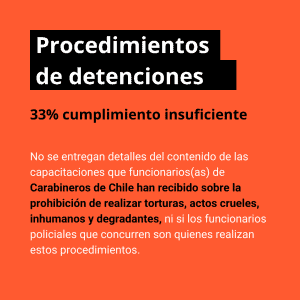 Procedimientos
de detenciones
33% cumplimiento insuficiente
No se entregan detalles del contenido de las
capacitaciones que funcionarios(as) de
Carabineros de Chile han recibido sobre la
prohibición de realizar torturas, actos crueles,
inhumanos y degradantes, ni si los funcionarios
policiales que concurren son quienes realizan
estos procedimientos.